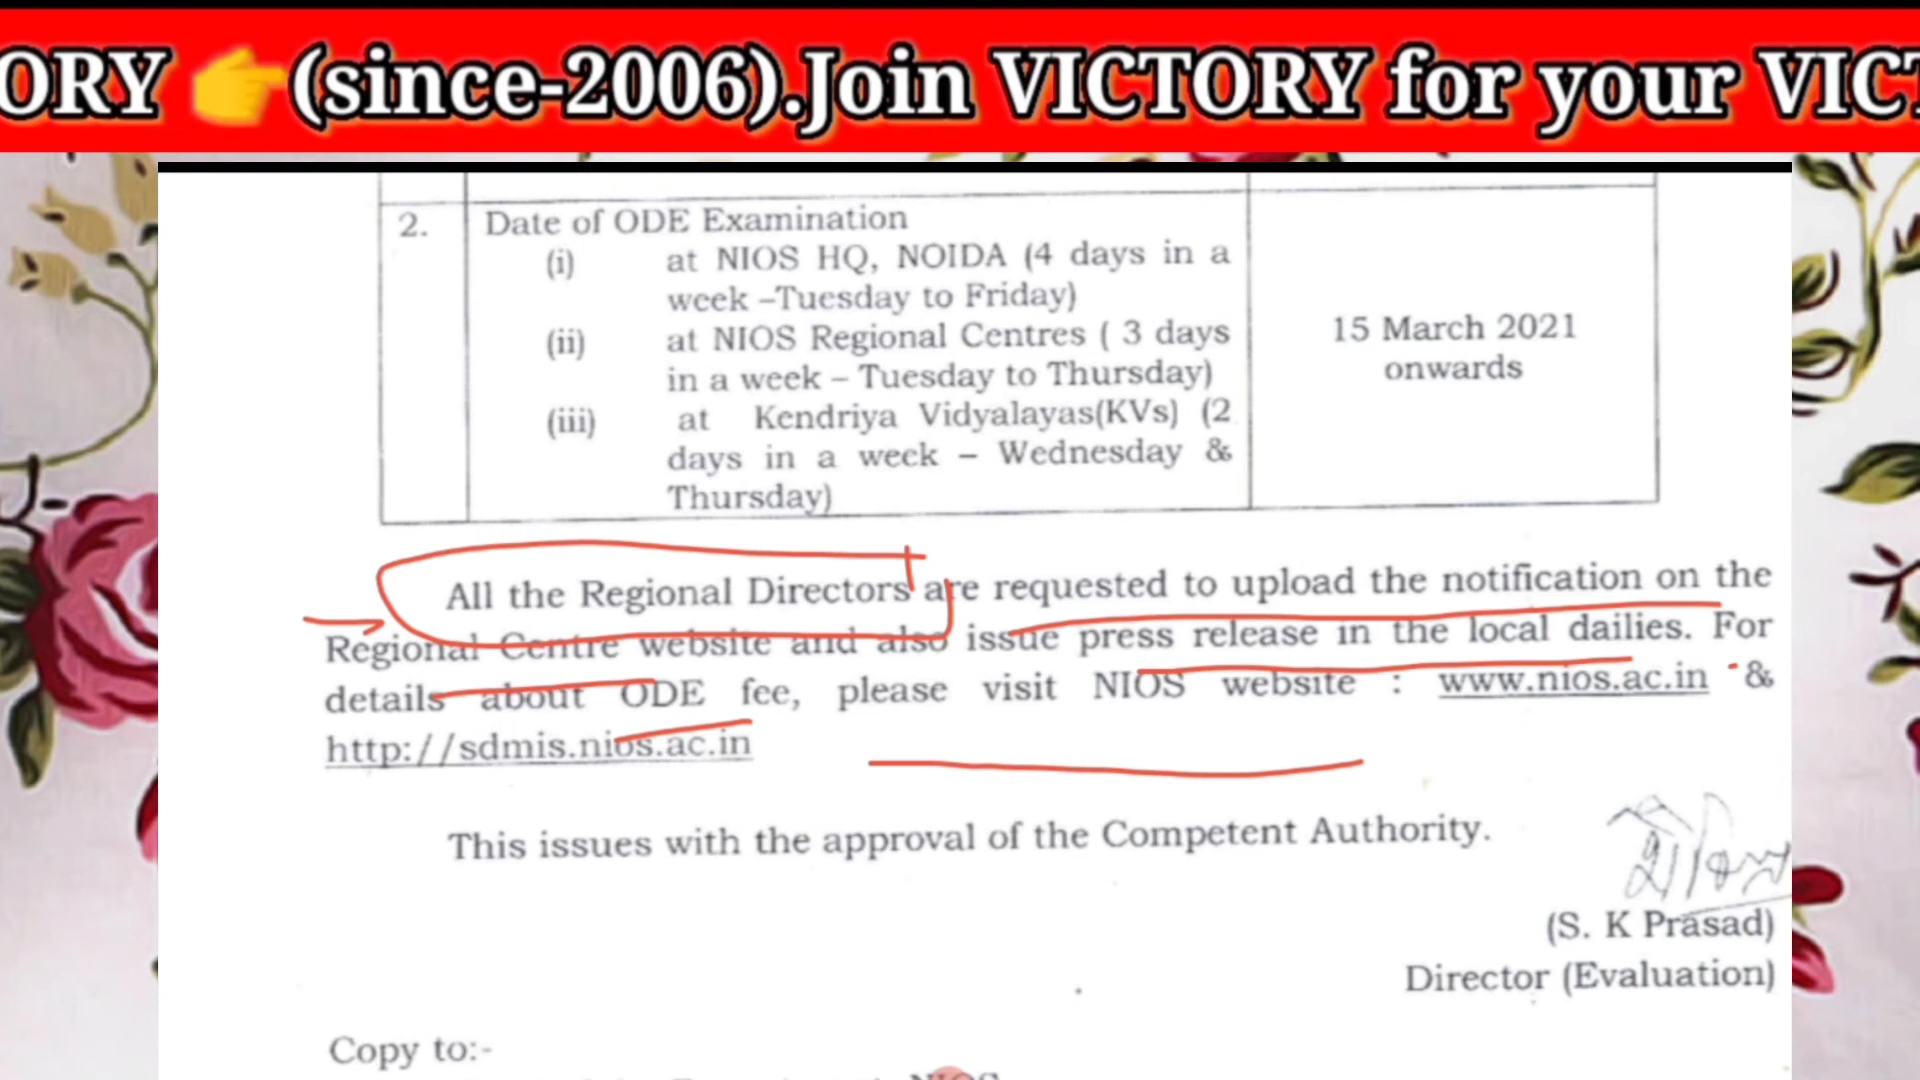 ORY 👉(since-2006).Join VICTORY for your VICT
2. Date of ODE Examination
(i) at NIOS HQ, NOIDA (4 days in a
week –Tuesday to Friday)
(ii) at NIOS Regional Centres ( 3 days
in a week – Tuesday to Thursday)
(iii) at Kendriya Vidyalayas(KVs) (2
days in a week – Wednesday &
Thursday)
15 March 2021
onwards
All the Regional Directors are requested to upload the notification on the
Regional Centre website and also issue press release in the local dailies. For
details about ODE fee, please visit NIOS website : www.nios.ac.in &
http://sdmis.nios.ac.in
This issues with the approval of the Competent Authority.
(S. K Prasad)
Director (Evaluation)
Copy to:-
NIOS